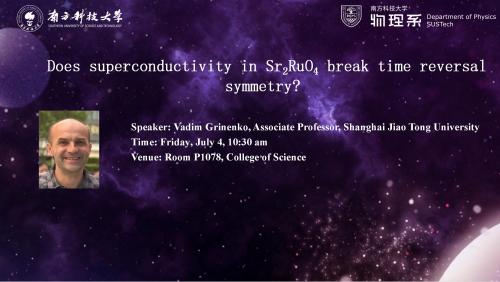 南方科技大学
SOUTHERN UNIVERSITY OF SCIENCE AND TECHNOLOGY
南方科技大学
物理系
Department of Physics
SUSTech
Does superconductivity in Sr₂RuO₄ break time reversal
symmetry?
Speaker: Vadim Grinenko, Associate Professor, Shanghai Jiao Tong University
Time: Friday, July 4, 10:30 am
Venue: Room P1078, College of Science